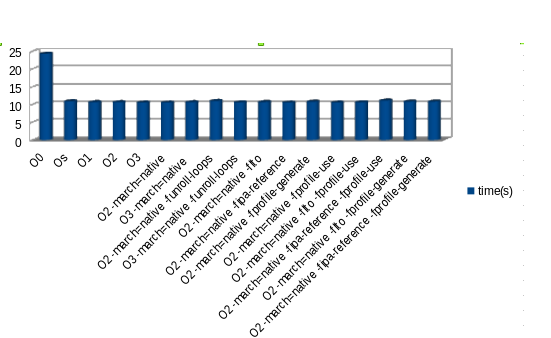 25
20
15
10
5
0
O0
Os
O1
O2
O3
O2 -march=native
O3 -march=native
O2 -march=native -funroll-loops
O3 -march=native -funroll-loops
O2 -march=native -flto
O2 -march=native -fipa-reference
O2 -march=native -fprofile-generate
O2 -march=native -fprofile-use
O2 -march=native -flto -fprofile-use
O2 -march=native -fipa-reference -fprofile-use
O2 -march=native -flto -fprofile-generate
O2 -march=native -fipa-reference -fprofile-generate
time(s)